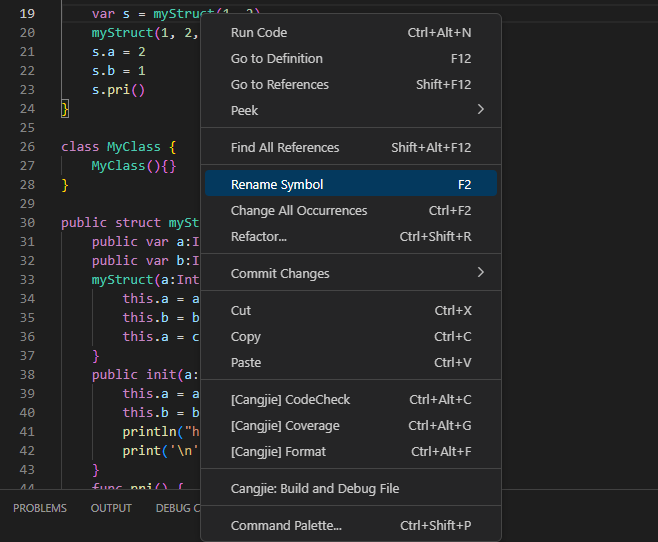 19 var s = myStruct(1, 2)
20 myStruct(1, 2,
21 s.a = 2
22 s.b = 1
23 s.pri()
24 }
25
26 class MyClass {
27 MyClass(){}
28 }
29
30 public struct mySt
31 public var a:I
32 public var b:I
33 myStruct(a:Int
34 this.a = a
35 this.b = b
36 this.a = c
37 }
38 public init(a:
39 this.a = a
40 this.b = b
41 println("h
42 print('\n'
43 }
44 func pri() {
Run Code Ctrl+Alt+N
Go to Definition F12
Go to References Shift+F12
Peek
Find All References Shift+Alt+F12
Rename Symbol F2
Change All Occurrences Ctrl+F2
Refactor... Ctrl+Shift+R
Commit Changes
Cut Ctrl+X
Copy Ctrl+C
Paste Ctrl+V
[Cangjie] CodeCheck Ctrl+Alt+C
[Cangjie] Coverage Ctrl+Alt+G
[Cangjie] Format Ctrl+Alt+F
Cangjie: Build and Debug File
Command Palette... Ctrl+Shift+P
PROBLEMS OUTPUT DEBUG C